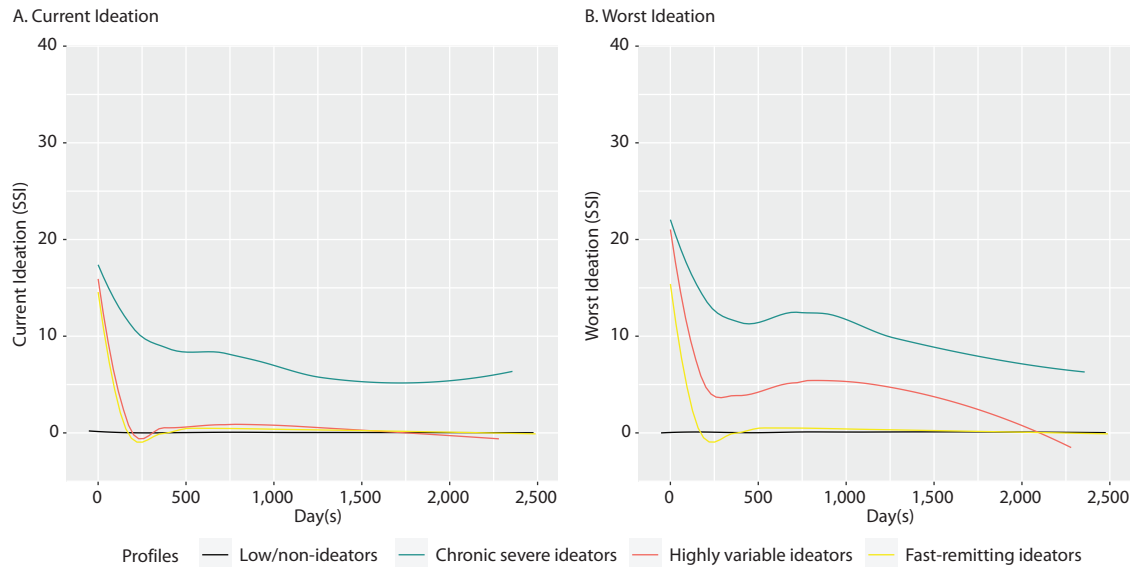 A. Current Ideation
40
30
20
10
0
Current Ideation (SSI)
0 500 1,000 1,500 2,000 2,500
Day(s)
B. Worst Ideation
40
30
20
10
0
Worst Ideation (SSI)
0 500 1,000 1,500 2,000 2,500
Day(s)
Profiles Low/non-ideators Chronic severe ideators Highly variable ideators Fast-remitting ideators